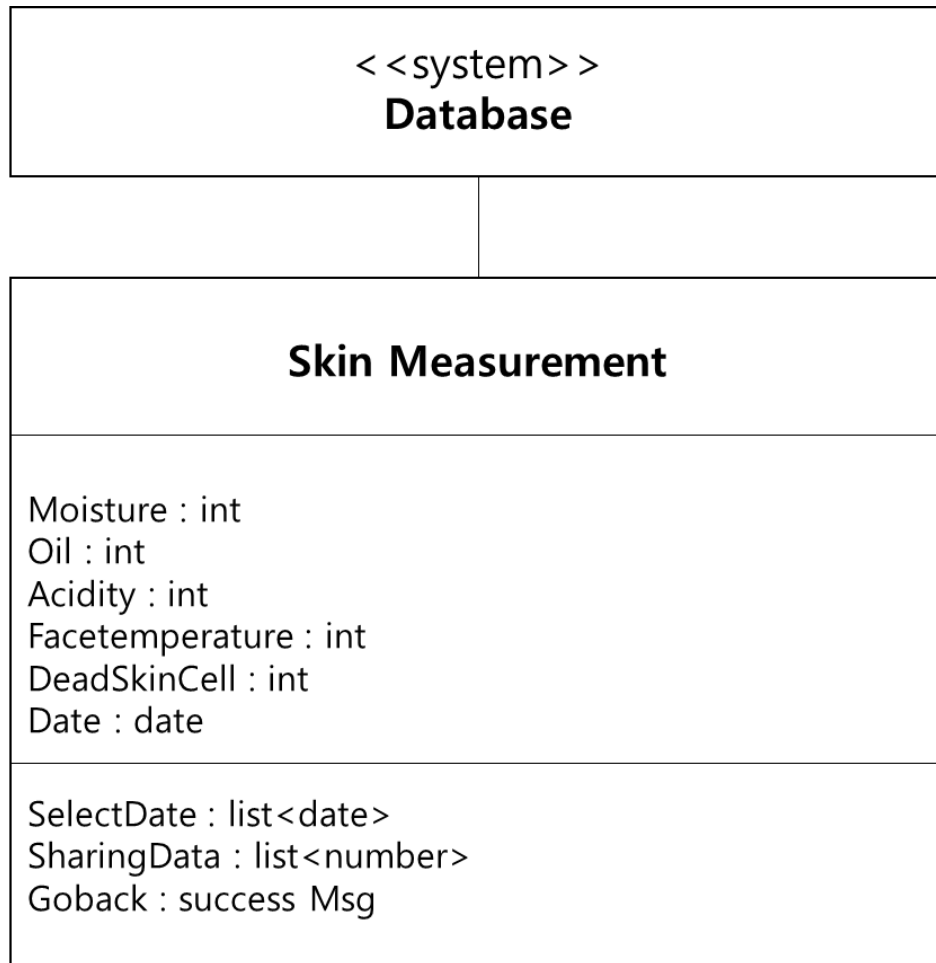 <<system>>
Database
Skin Measurement
Moisture : int
Oil : int
Acidity : int
Facetemperature : int
DeadSkinCell : int
Date : date
SelectDate : list<date>
SharingData : list<number>
Goback : success Msg